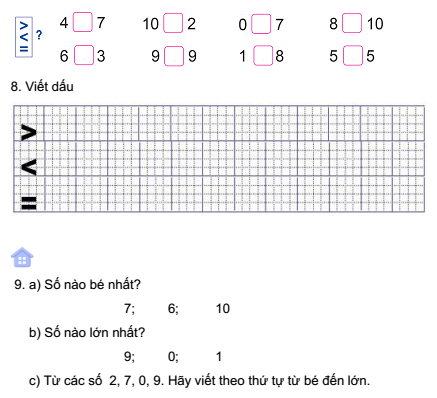 > < = ?
4 7 10 2 0 7 8 10
6 3 9 9 1 8 5 5
8. Viết dấu
>
<
=
9. a) Số nào bé nhất?
7; 6; 10
b) Số nào lớn nhất?
9; 0; 1
c) Từ các số 2, 7, 0, 9. Hãy viết theo thứ tự từ bé đến lớn.